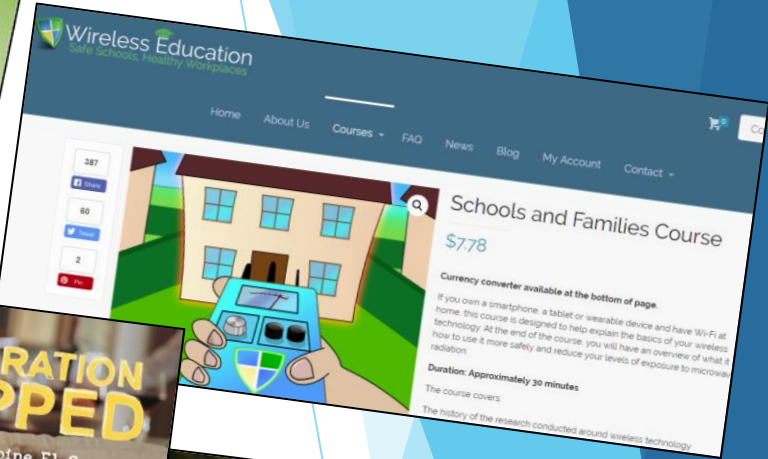 Wireless Education
Safe Schools, Healthy Workplaces
Home
About Us
Courses
FAQ
News
Blog
My Account
Contact
0
Co
387
Share
60
Tweet
2
Pin
Schools and Families Course
$7.78
Currency converter available at the bottom of page.
If you own a smartphone, a tablet or wearable device and have Wi-Fi at
home, this course is designed to help explain the basics of your wireless
technology. At the end of the course, you will have an overview of what it
how to use it more safely and reduce your levels of exposure to microwav
radiation.
Duration: Approximately 30 minutes
The course covers
The history of the research conducted around wireless technology
RATION
PPED